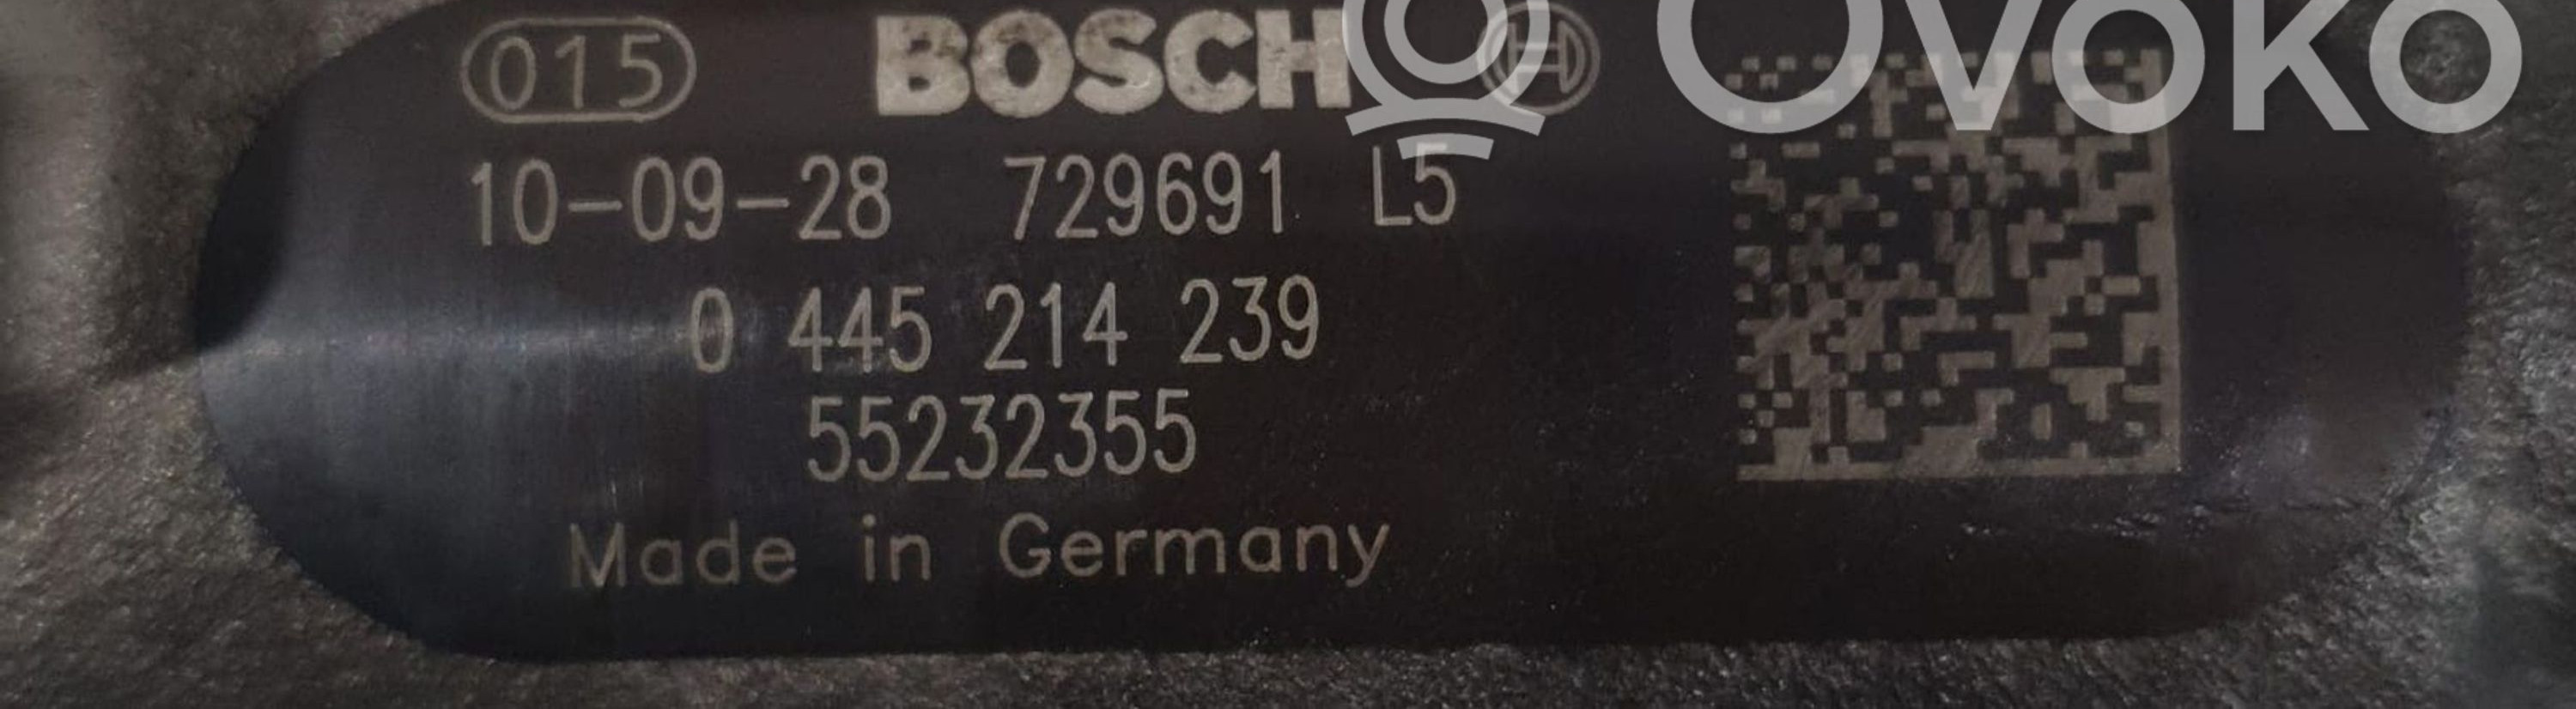 015 BOSCH Ovoko
10-09-28 729691 L5
0 445 214 239
55232355
Made in Germany